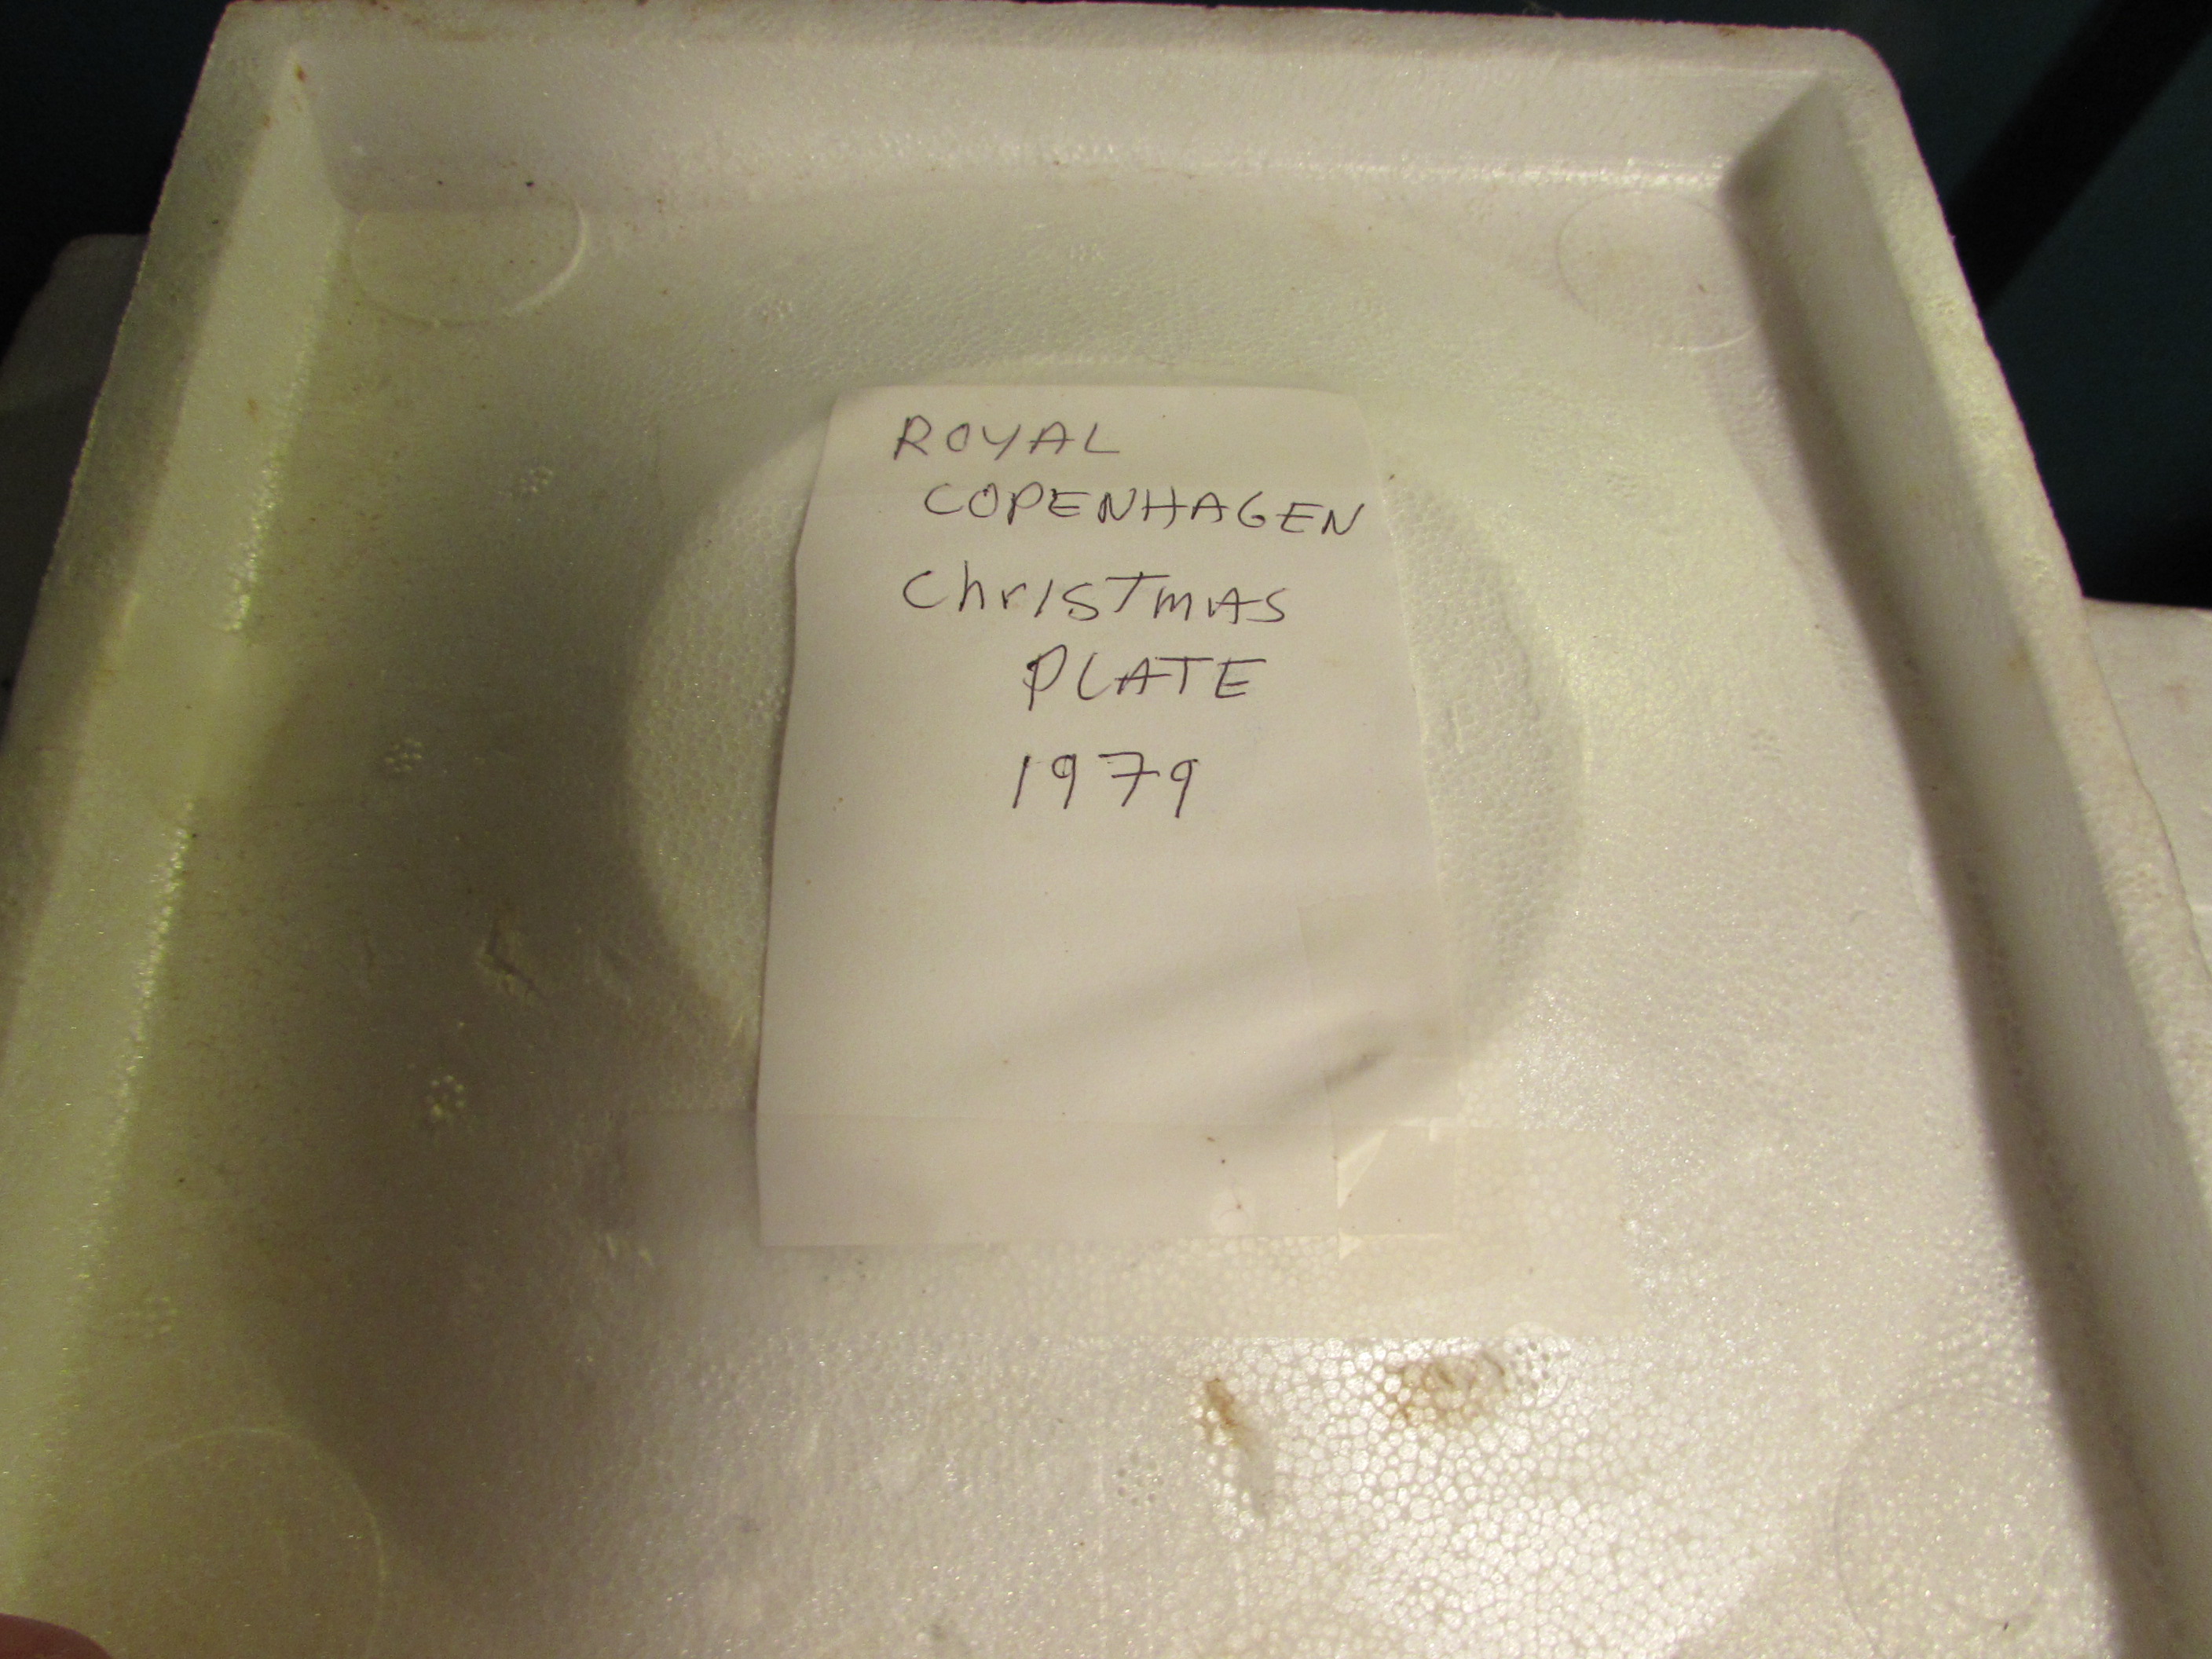 ROYAL
COPENHAGEN
ChrISTMAS
PLATE
1979